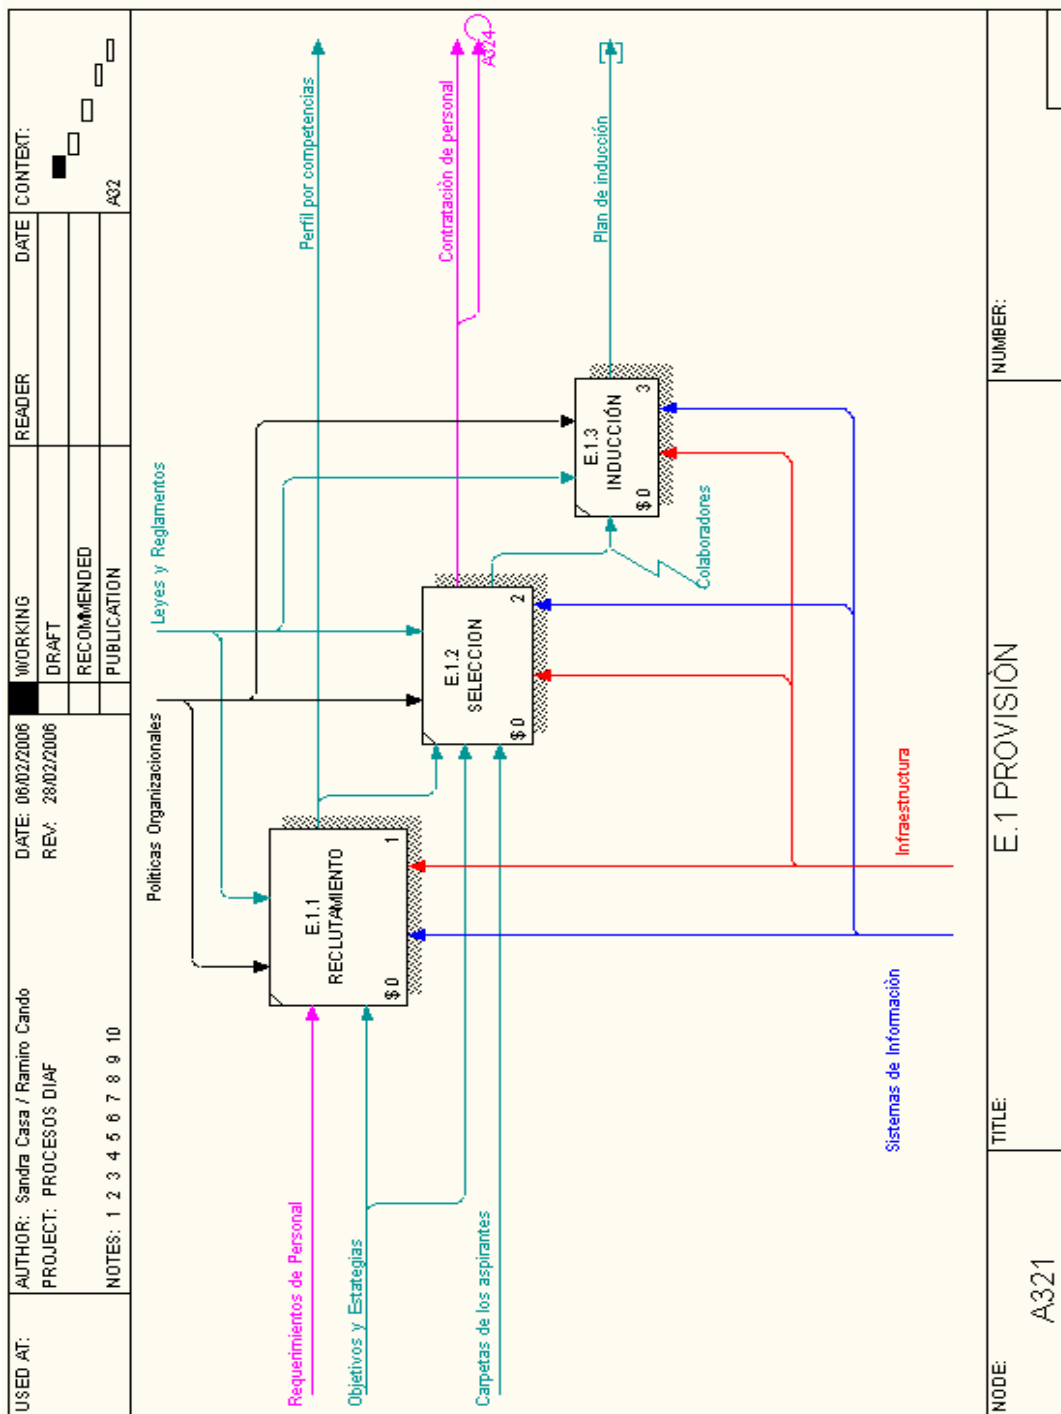 USED AT:
AUTHOR: Sandra Casa / Ramiro Cando
DATE: 06/02/2006
REV: 28/02/2006
PROJECT: PROCESOS DIAF
NOTES: 1 2 3 4 5 6 7 8 9 10
WORKING
DRAFT
RECOMMENDED
PUBLICATION
READER
DATE
CONTEXT:
A32
Políticas Organizacionales
Leyes y Reglamentos
Requerimientos de Personal
Objetivos y Estategias
Carpetas de los aspirantes
E.1.1
RECLUTAMIENTO
$ 0
1
E.1.2
SELECCION
$ 0
2
E.1.3
INDUCCIÓN
$ 0
3
Perfil por competencias
Contratación de personal
A324
Plan de inducción
Colaboradores
Infraestructura
Sistemas de Información
NODE:
A321
TITLE:
E.1 PROVISIÓN
NUMBER: